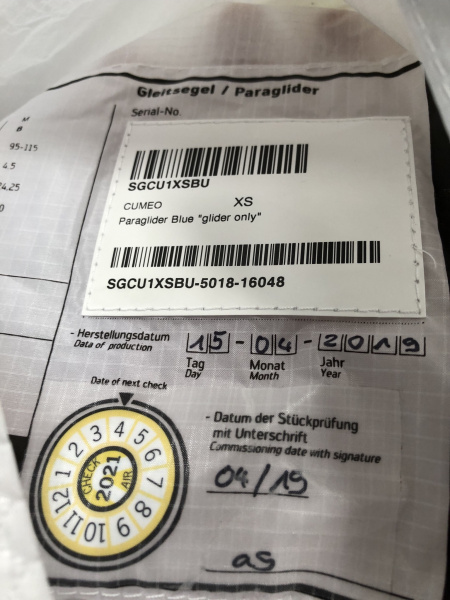 Gleitsegel / Paraglider
Serial-No
M
B
95-115
4.5
24.25
0
SGCU1XSBU
CUMEO XS
Paraglider Blue "glider only"
SGCU1XSBU-5018-16048
- Herstellungsdatum 15-04-2019
Data of production
Tag Monat Jahr
Day Month Year
Date of next check
1 2 3 4 5 6 7 8 9 10 11 12
CHECK 2021 AIR
- Datum der Stückprüfung
mit Unterschrift
Commissioning date with signature
04/19
as